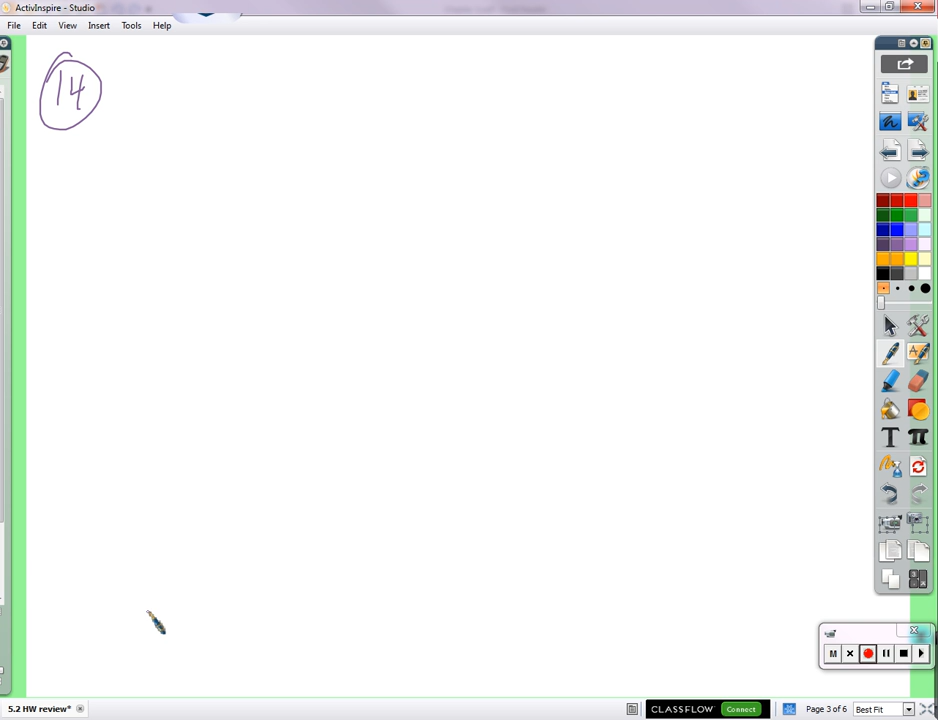 ActivInspire - Studio
File Edit View Insert Tools Help
14
T π
M
5.2 HW review*
CLASSFLOW Connect
Page 3 of 6
Best Fit